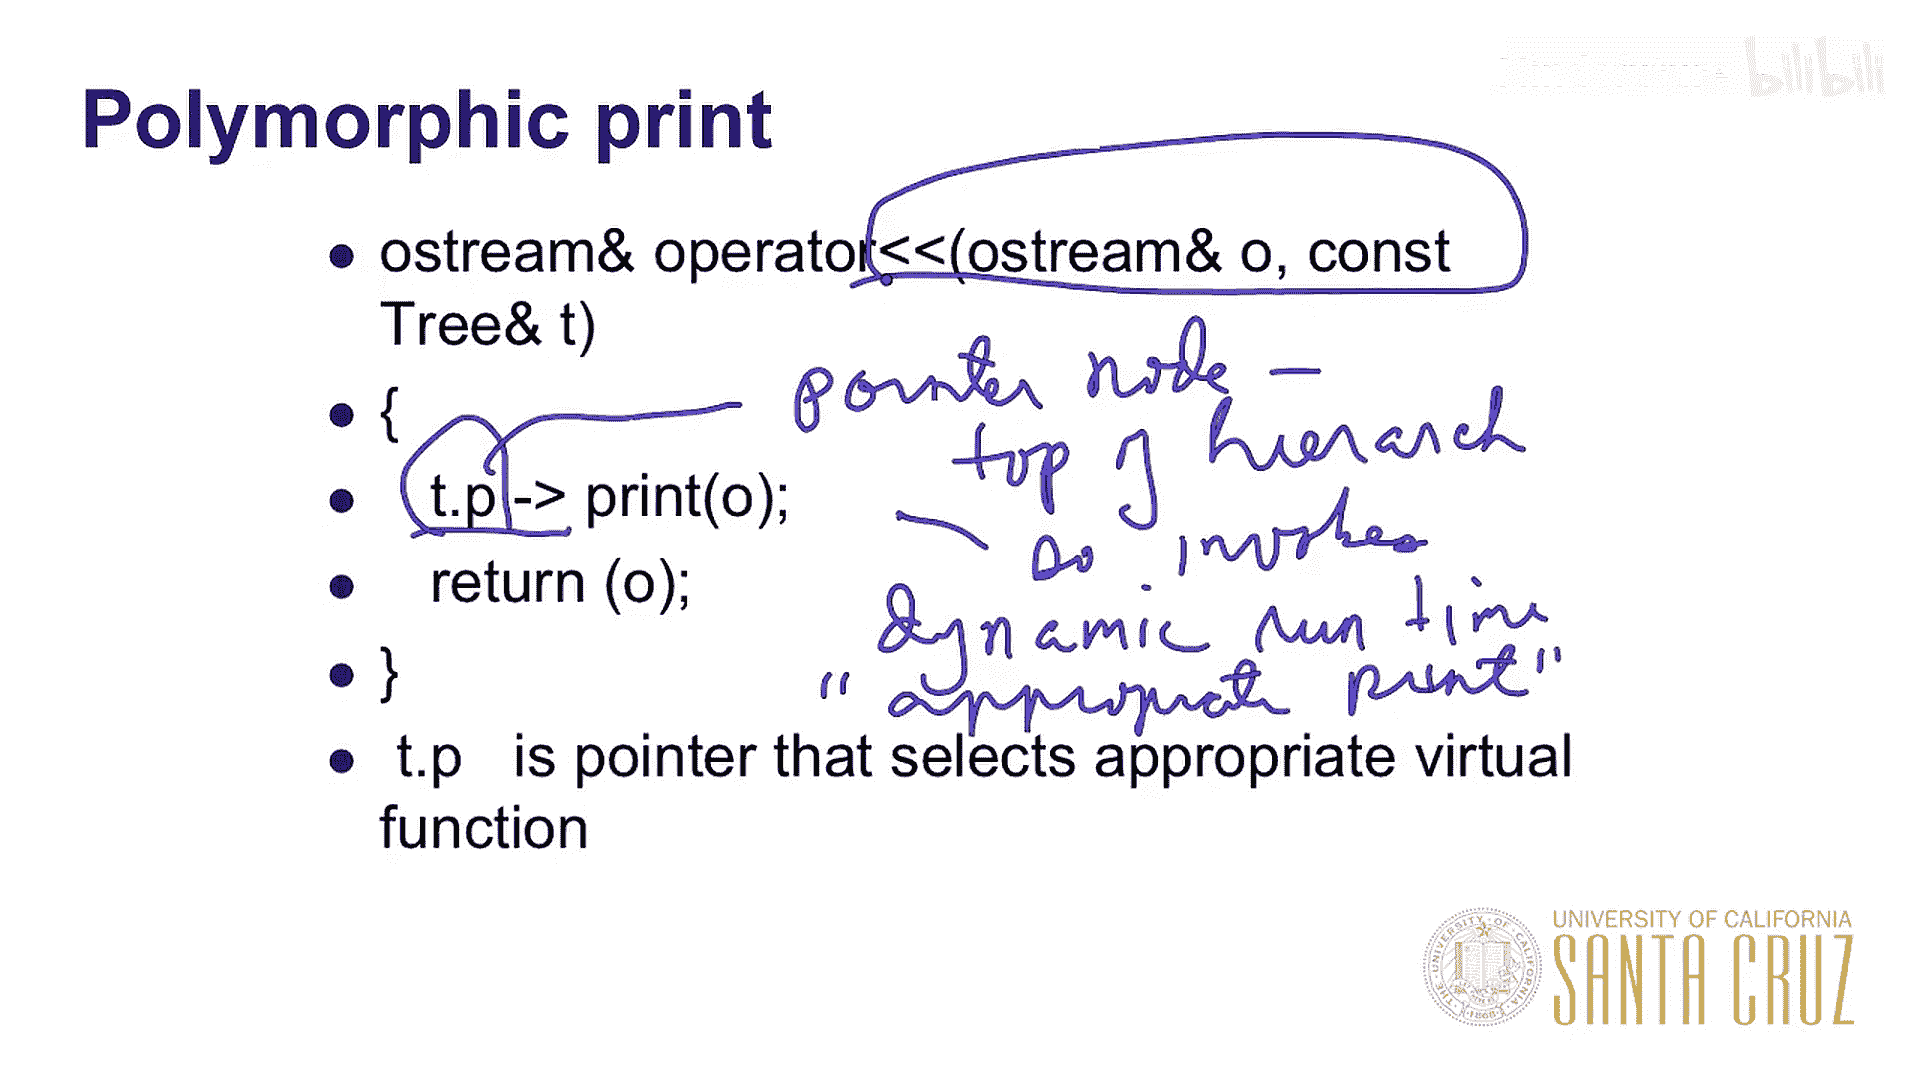 bilibili
Polymorphic print
ostream& operator<<(ostream& o, const
Tree& t)
{
pointer node –
top of hierarch
t.p -> print(o);
so invokes
return (o);
dynamic run time
}
"appropriate print"
t.p is pointer that selects appropriate virtual
function
UNIVERSITY OF CALIFORNIA
SANTA CRUZ